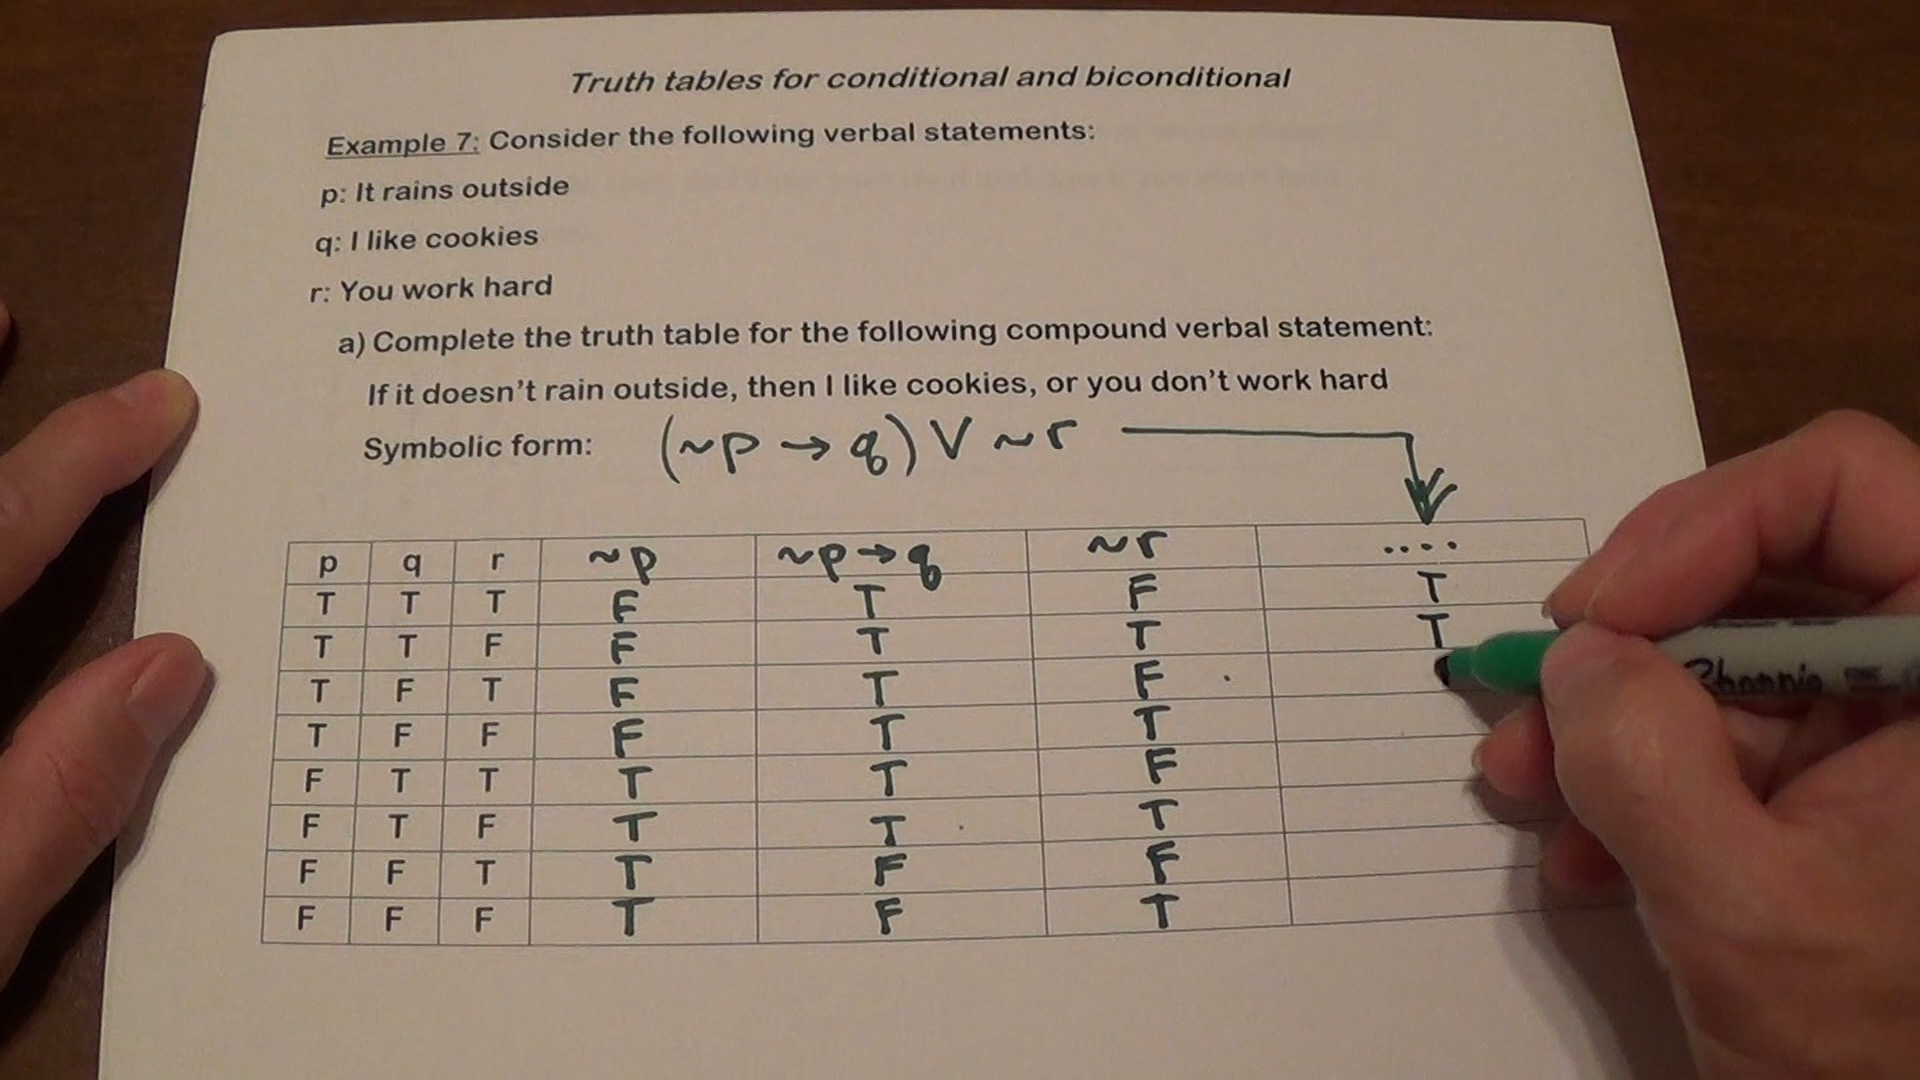 Truth tables for conditional and biconditional
Example 7: Consider the following verbal statements:
p: It rains outside
q: I like cookies
r: You work hard
a) Complete the truth table for the following compound verbal statement:
If it doesn't rain outside, then I like cookies, or you don't work hard
Symbolic form: (~p → q) V ~r
p q r ~p ~p→q ~r ....
T T T F T F T
T T F F T T T
T F T F T F
T F F F T T
F T T T T F
F T F T T T
F F T T F F
F F F T F T